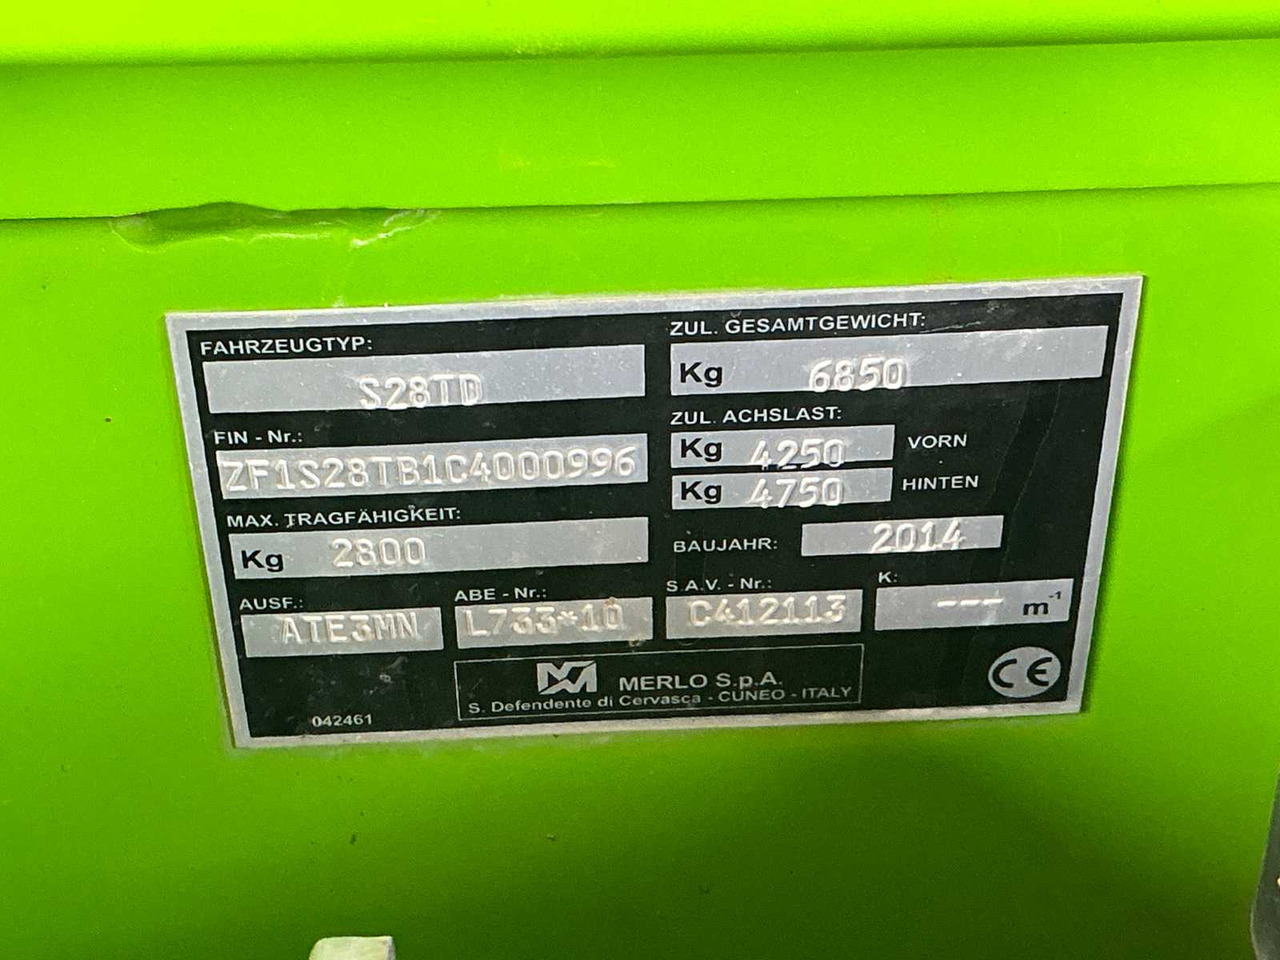 FAHRZEUGTYP:
S28TD
FIN - Nr.:
ZF1S28TB1C4000996
MAX. TRAGFÄHIGKEIT:
Kg 2800
AUSF.:
ATE3MN
ABE - Nr.:
L733*10
ZUL. GESAMTGEWICHT:
Kg 6850
ZUL. ACHSLAST:
Kg 4250 VORN
Kg 4750 HINTEN
BAUJAHR: 2014
S.A.V. - Nr.:
C412113
K:
--- m-1
MERLO S.p.A.
S. Defendente di Cervasca - CUNEO - ITALY
042461
CE